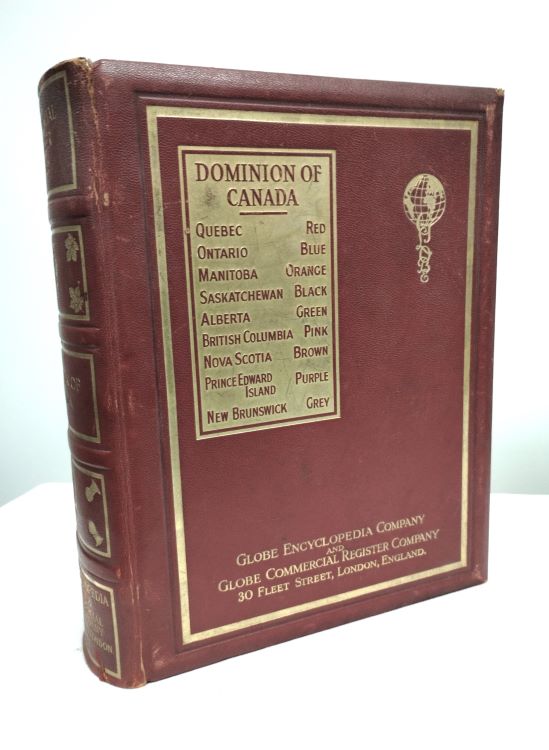 DOMINION OF
CANADA
QUEBEC RED
ONTARIO BLUE
MANITOBA ORANGE
SASKATCHEWAN BLACK
ALBERTA GREEN
BRITISH COLUMBIA PINK
NOVA SCOTIA BROWN
PRINCE EDWARD
ISLAND PURPLE
NEW BRUNSWICK GREY
GLOBE ENCYCLOPEDIA COMPANY
AND
GLOBE COMMERCIAL REGISTER COMPANY
30 FLEET STREET, LONDON, ENGLAND.